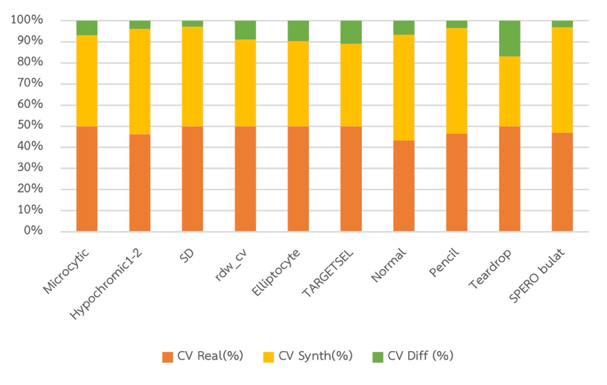 100%
90%
80%
70%
60%
50%
40%
30%
20%
10%
0%
Microcytic
Hypochromic1-2
SD
rdw_cv
Elliptocyte
TARGETSEL
Normal
Pencil
Teardrop
SPERO bulat
CV Real(%) CV Synth(%) CV Diff (%)